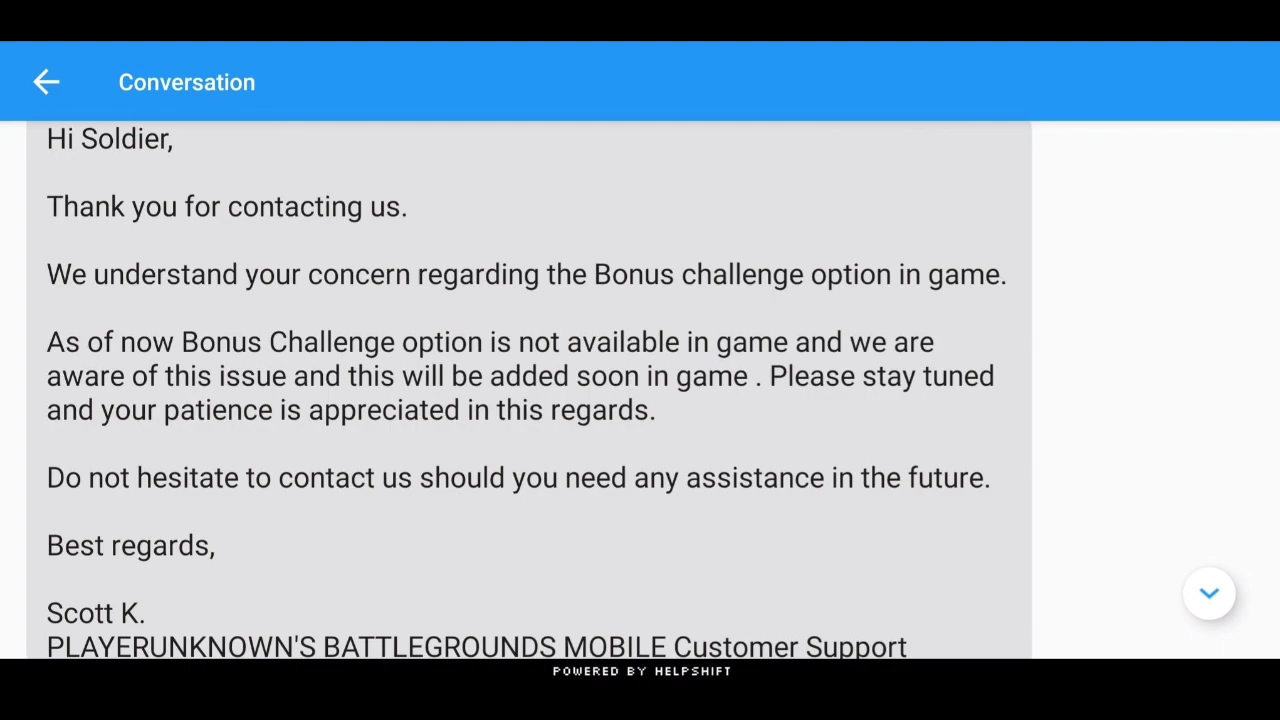 Conversation
Hi Soldier,
Thank you for contacting us.
We understand your concern regarding the Bonus challenge option in game.
As of now Bonus Challenge option is not available in game and we are
aware of this issue and this will be added soon in game . Please stay tuned
and your patience is appreciated in this regards.
Do not hesitate to contact us should you need any assistance in the future.
Best regards,
Scott K.
PLAYERUNKNOWN'S BATTLEGROUNDS MOBILE Customer Support
POWERED BY HELPSHIFT